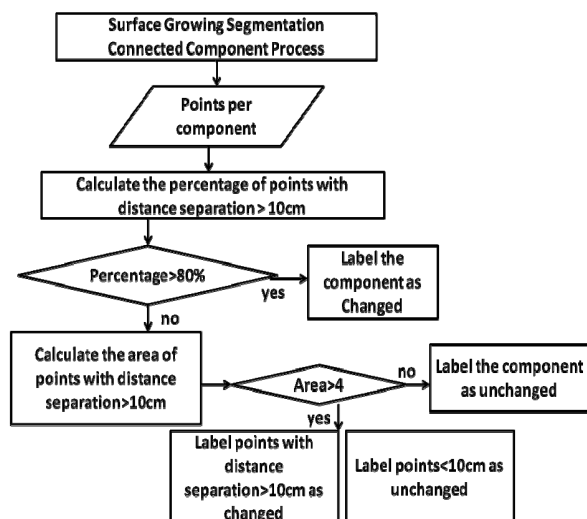 Surface Growing Segmentation
Connected Component Process
Points per
component
Calculate the percentage of points with
distance separation > 10cm
Percentage>80%
yes
Label the
component as
Changed
no
Calculate the area of
points with distance
separation>10cm
Area>4
no
Label the component
as unchanged
yes
Label points with
distance
separation>10cm as
changed
Label points<10cm as
unchanged